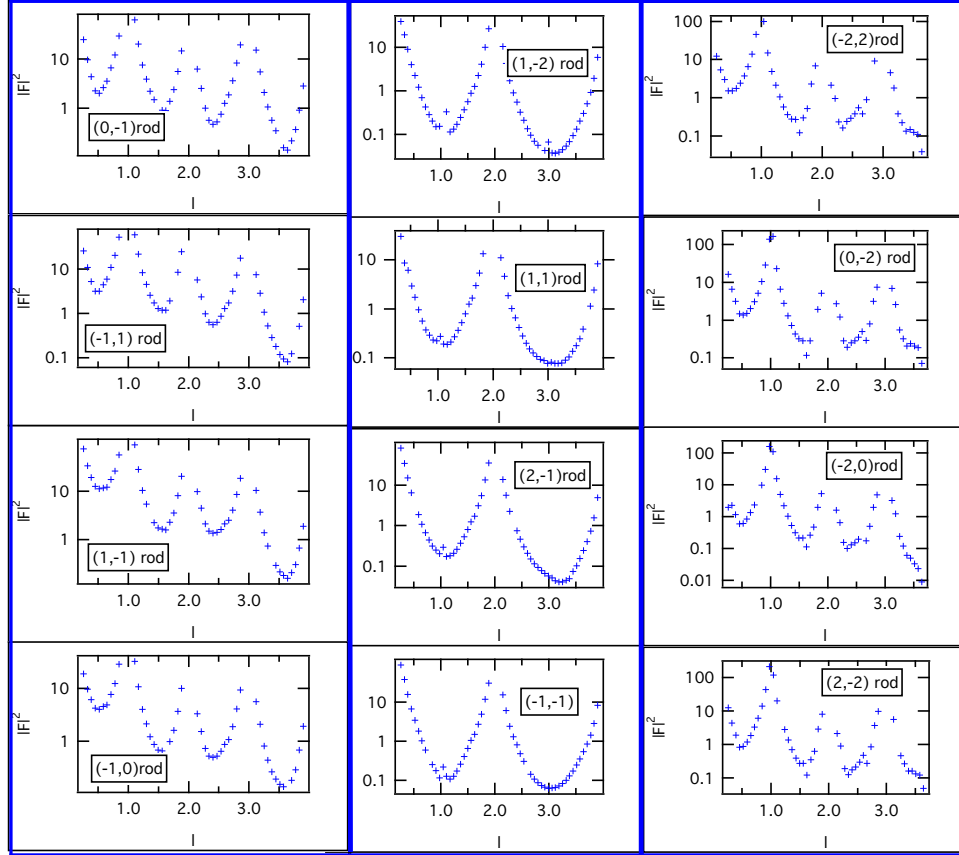 |F|²
10
1
(0,-1)rod
1.0 2.0 3.0
l
10
1
0.1
(1,-2) rod
1.0 2.0 3.0
l
|F|²
100
10
1
0.1
(-2,2)rod
1.0 2.0 3.0
l
|F|²
10
1
0.1
(-1,1) rod
1.0 2.0 3.0
l
10
1
0.1
(1,1)rod
1.0 2.0 3.0
l
|F|²
100
10
1
0.1
(0,-2) rod
1.0 2.0 3.0
l
|F|²
10
1
(1,-1) rod
1.0 2.0 3.0
l
10
1
0.1
(2,-1)rod
1.0 2.0 3.0
l
|F|²
100
10
1
0.1
0.01
(-2,0)rod
1.0 2.0 3.0
l
|F|²
10
1
(-1,0)rod
1.0 2.0 3.0
l
10
1
0.1
(-1,-1)
1.0 2.0 3.0
l
|F|²
100
10
1
0.1
(2,-2) rod
1.0 2.0 3.0
l